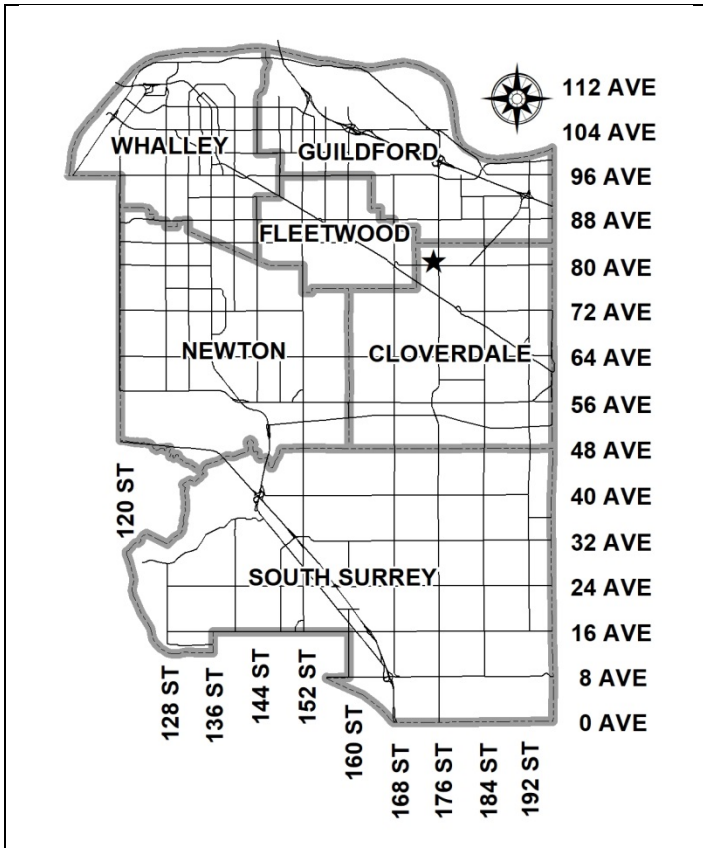 112 AVE
104 AVE
WHALLEY
GUILDFORD
96 AVE
88 AVE
FLEETWOOD
80 AVE
72 AVE
NEWTON
CLOVERDALE
64 AVE
56 AVE
48 AVE
120 ST
40 AVE
32 AVE
SOUTH SURREY
24 AVE
16 AVE
8 AVE
0 AVE
128 ST
136 ST
144 ST
152 ST
160 ST
168 ST
176 ST
184 ST
192 ST